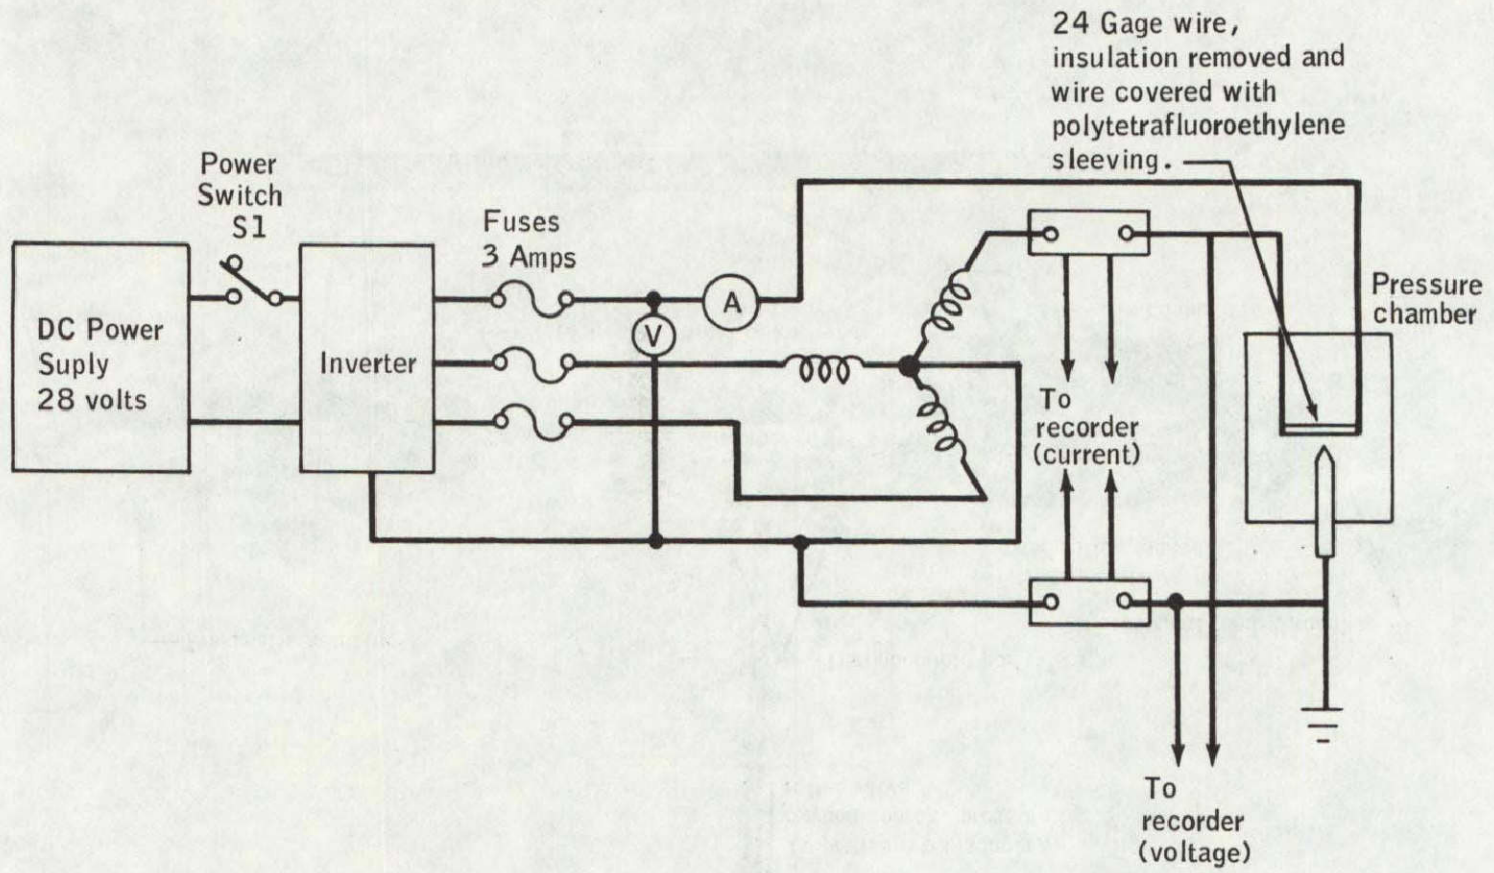 24 Gage wire,
insulation removed and
wire covered with
polytetrafluoroethylene
sleeving.
Power
Switch
S1
Fuses
3 Amps
DC Power
Suply
28 volts
Inverter
V
A
Pressure
chamber
To
recorder
(current)
To
recorder
(voltage)